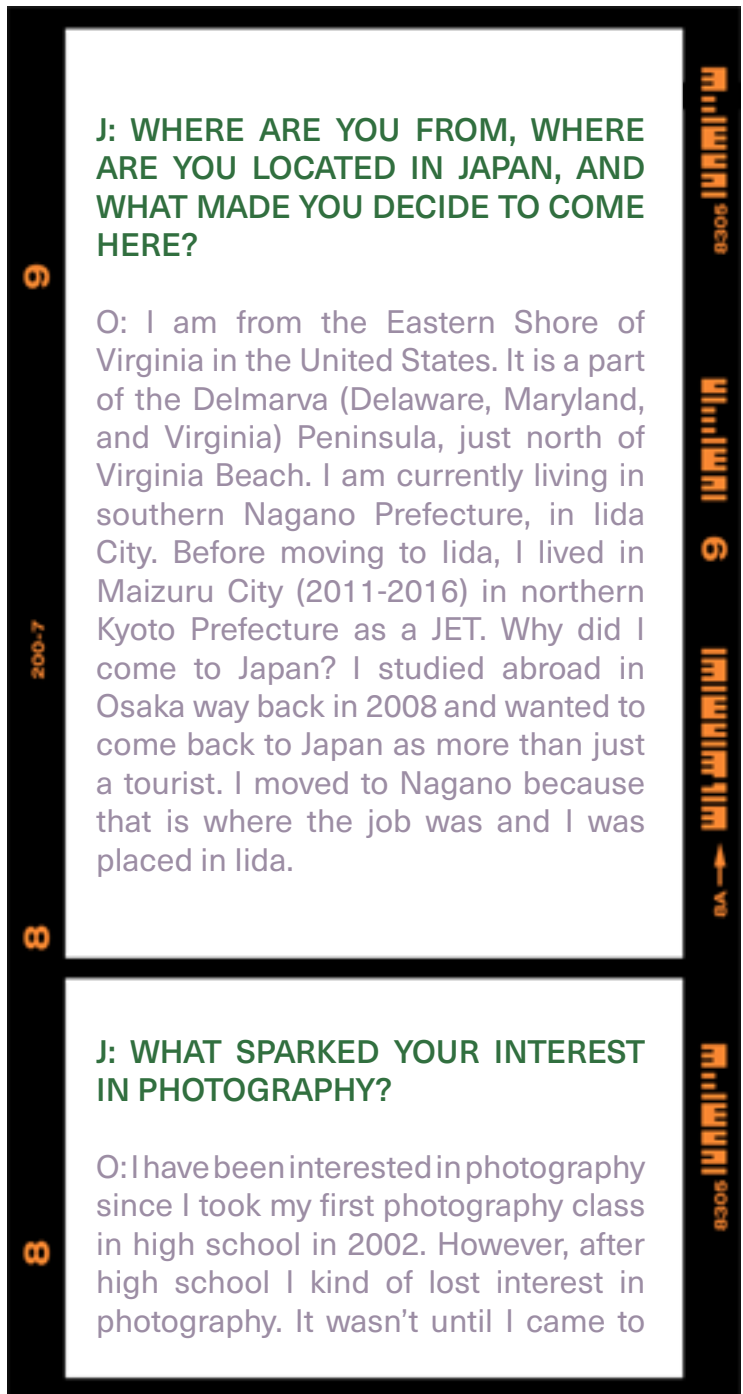 J: WHERE ARE YOU FROM, WHERE
ARE YOU LOCATED IN JAPAN, AND
WHAT MADE YOU DECIDE TO COME
HERE?
O: I am from the Eastern Shore of
Virginia in the United States. It is a part
of the Delmarva (Delaware, Maryland,
and Virginia) Peninsula, just north of
Virginia Beach. I am currently living in
southern Nagano Prefecture, in Iida
City. Before moving to Iida, I lived in
Maizuru City (2011-2016) in northern
Kyoto Prefecture as a JET. Why did I
come to Japan? I studied abroad in
Osaka way back in 2008 and wanted to
come back to Japan as more than just
a tourist. I moved to Nagano because
that is where the job was and I was
placed in Iida.
J: WHAT SPARKED YOUR INTEREST
IN PHOTOGRAPHY?
O: I have been interested in photography
since I took my first photography class
in high school in 2002. However, after
high school I kind of lost interest in
photography. It wasn't until I came to
9
200-7
8
8
8305
9
8A
8305